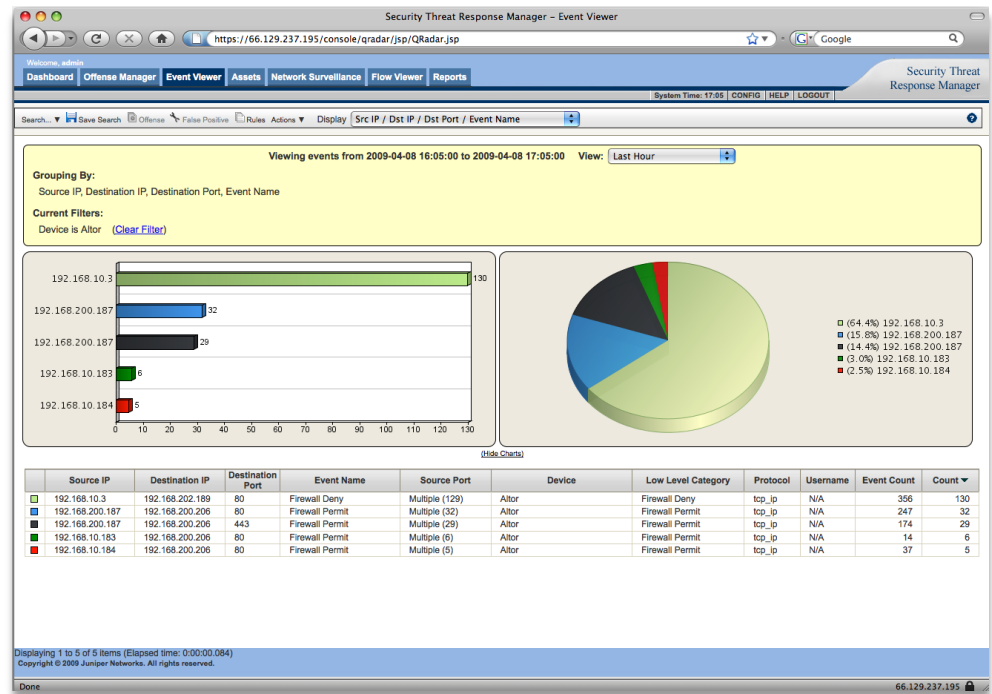 Security Threat Response Manager – Event Viewer
https://66.129.237.195/console/qradar/jsp/QRadar.jsp
G
Google
Welcome, admin
Dashboard Offense Manager Event Viewer Assets Network Surveillance Flow Viewer Reports
Security Threat
Response Manager
System Time: 17:05 CONFIG HELP LOGOUT
Search... Save Search Offense False Positive Rules Actions Display Src IP / Dst IP / Dst Port / Event Name ?
Viewing events from 2009-04-08 16:05:00 to 2009-04-08 17:05:00 View: Last Hour
Grouping By:
Source IP, Destination IP, Destination Port, Event Name
Current Filters:
Device is Altor (Clear Filter)
192.168.10.3 130
192.168.200.187 32
192.168.200.187 29
192.168.10.183 6
192.168.10.184 5
0 10 20 30 40 50 60 70 80 90 100 110 120 130
(64.4%) 192.168.10.3
(15.8%) 192.168.200.187
(14.4%) 192.168.200.187
(3.0%) 192.168.10.183
(2.5%) 192.168.10.184
(Hide Charts)
Source IP Destination IP Destination Port Event Name Source Port Device Low Level Category Protocol Username Event Count Count
192.168.10.3 192.168.202.189 80 Firewall Deny Multiple (129) Altor Firewall Deny tcp_ip N/A 356 130
192.168.200.187 192.168.200.206 80 Firewall Permit Multiple (32) Altor Firewall Permit tcp_ip N/A 247 32
192.168.200.187 192.168.200.206 443 Firewall Permit Multiple (29) Altor Firewall Permit tcp_ip N/A 174 29
192.168.10.183 192.168.200.206 80 Firewall Permit Multiple (6) Altor Firewall Permit tcp_ip N/A 14 6
192.168.10.184 192.168.200.206 80 Firewall Permit Multiple (5) Altor Firewall Permit tcp_ip N/A 37 5
Displaying 1 to 5 of 5 items (Elapsed time: 0:00:00.084)
Copyright © 2009 Juniper Networks. All rights reserved.
Done 66.129.237.195